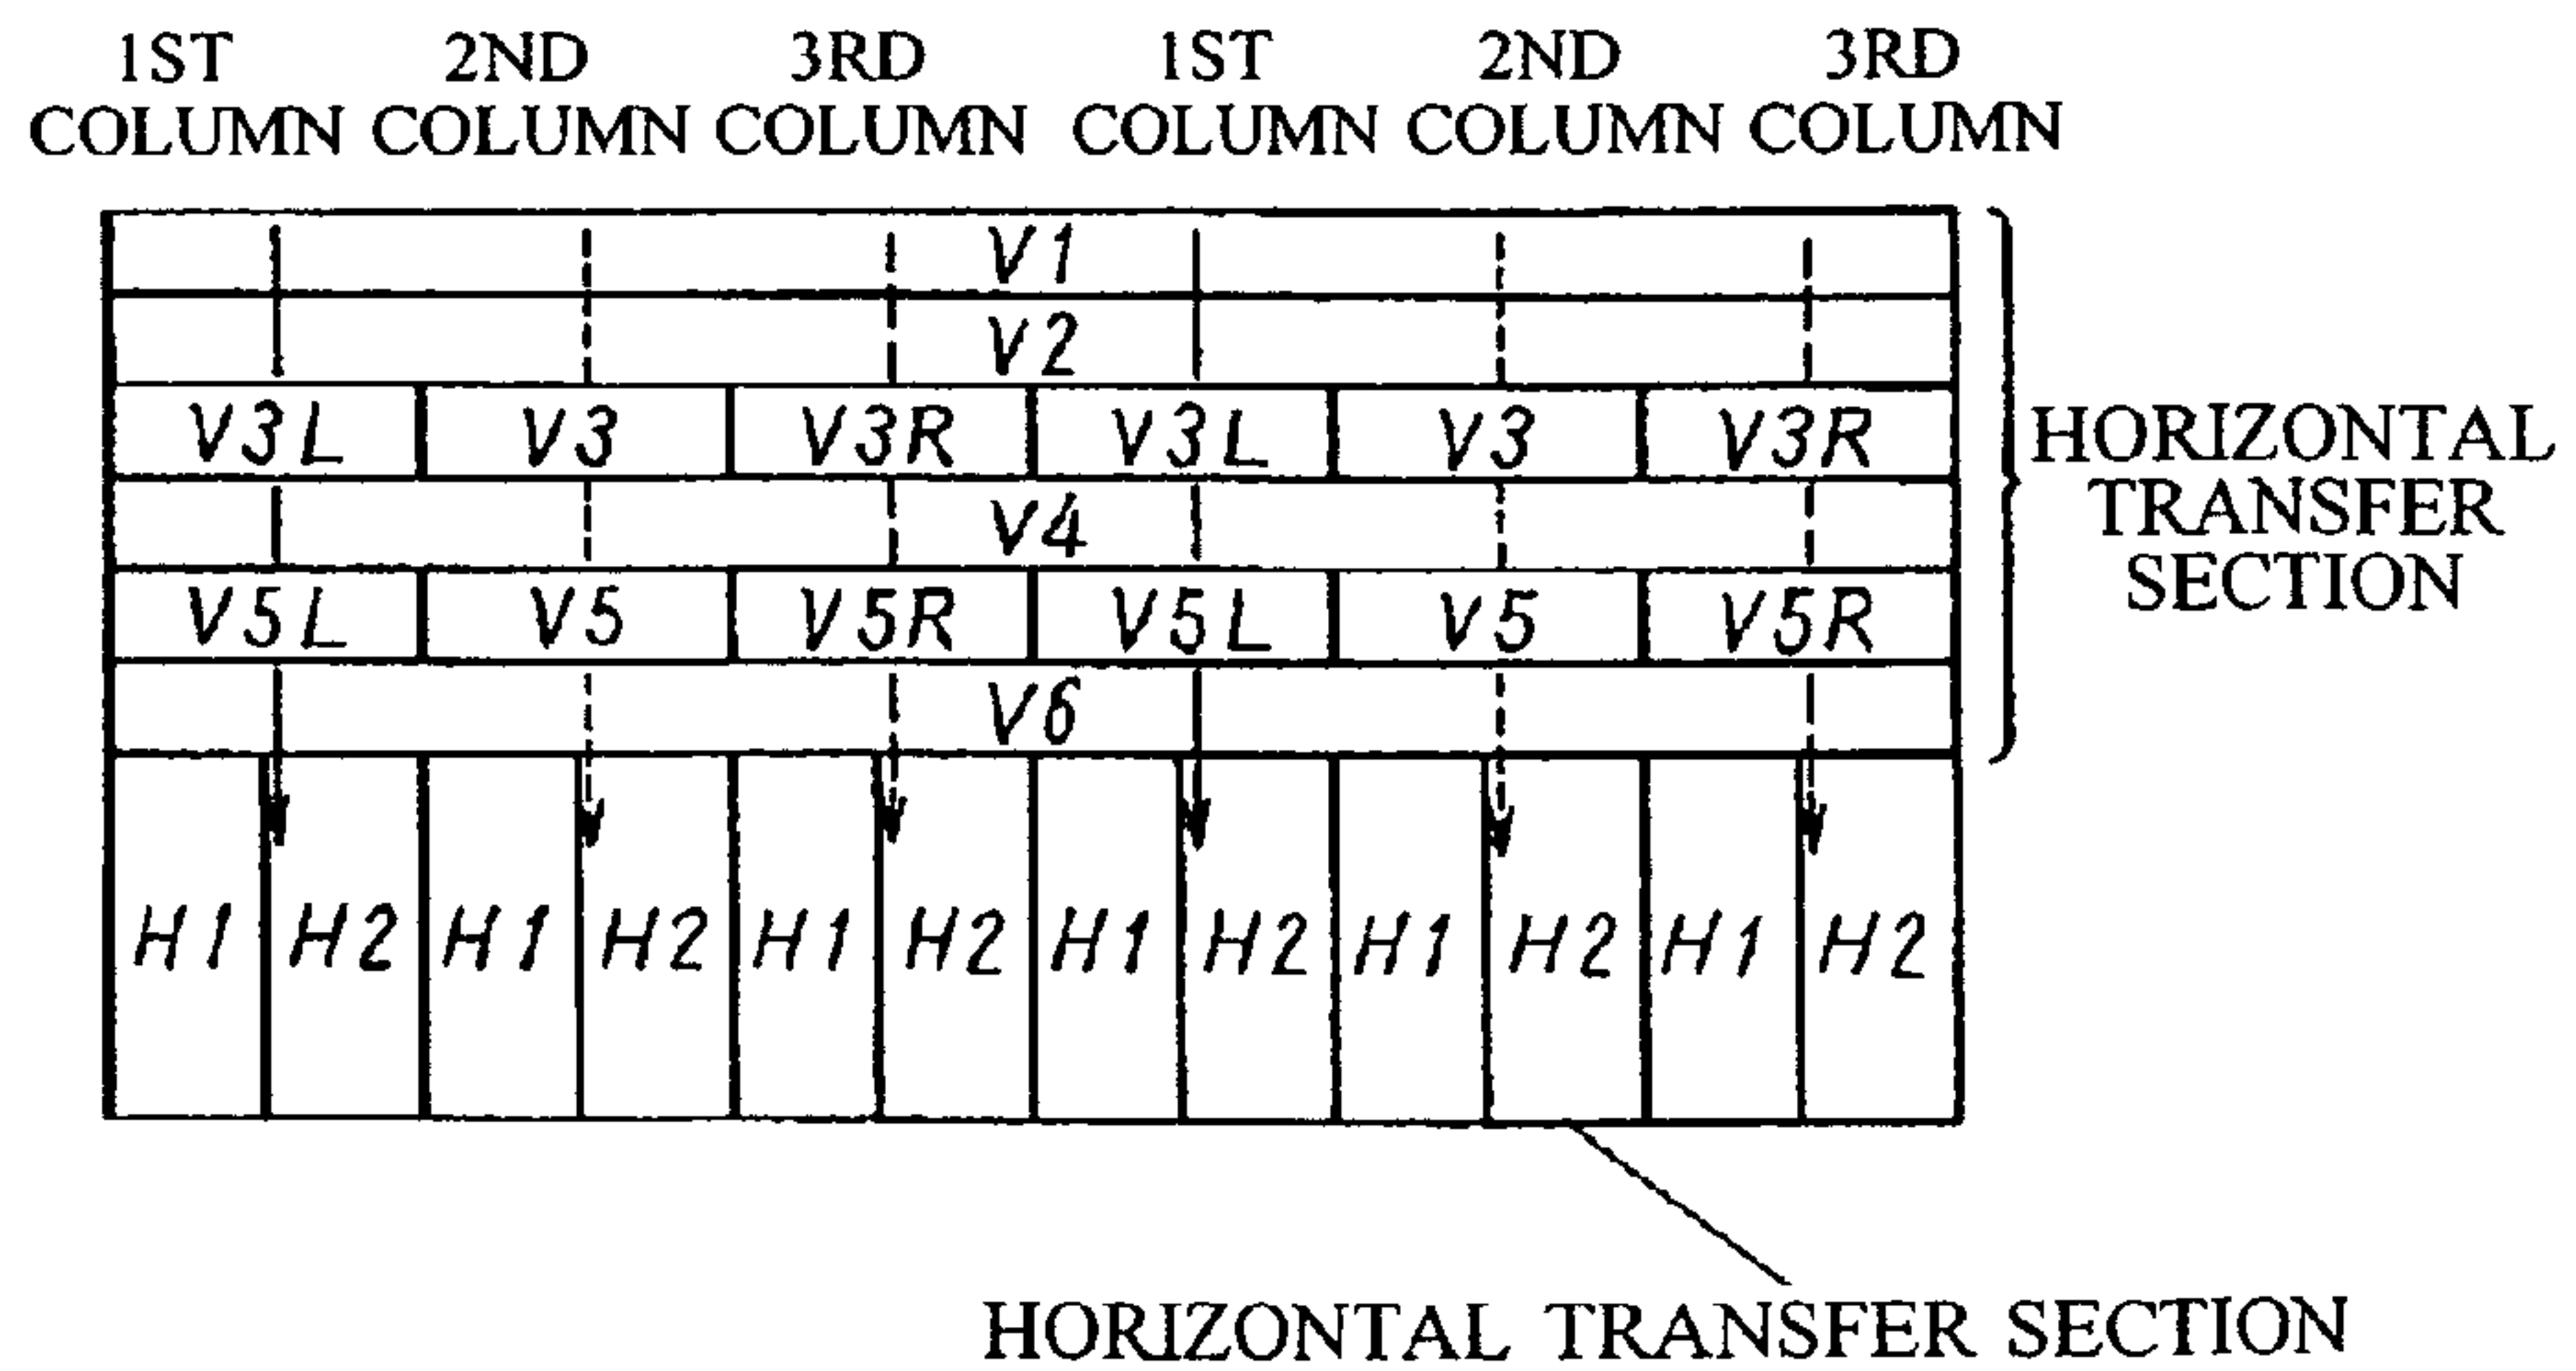 1ST 2ND 3RD 1ST 2ND 3RD
COLUMN COLUMN COLUMN COLUMN COLUMN COLUMN
V1
V2
V3L V3 V3R V3L V3 V3R
V4
V5L V5 V5R V5L V5 V5R
V6
HORIZONTAL
TRANSFER
SECTION
H1 H2 H1 H2 H1 H2 H1 H2 H1 H2 H1 H2
HORIZONTAL TRANSFER SECTION